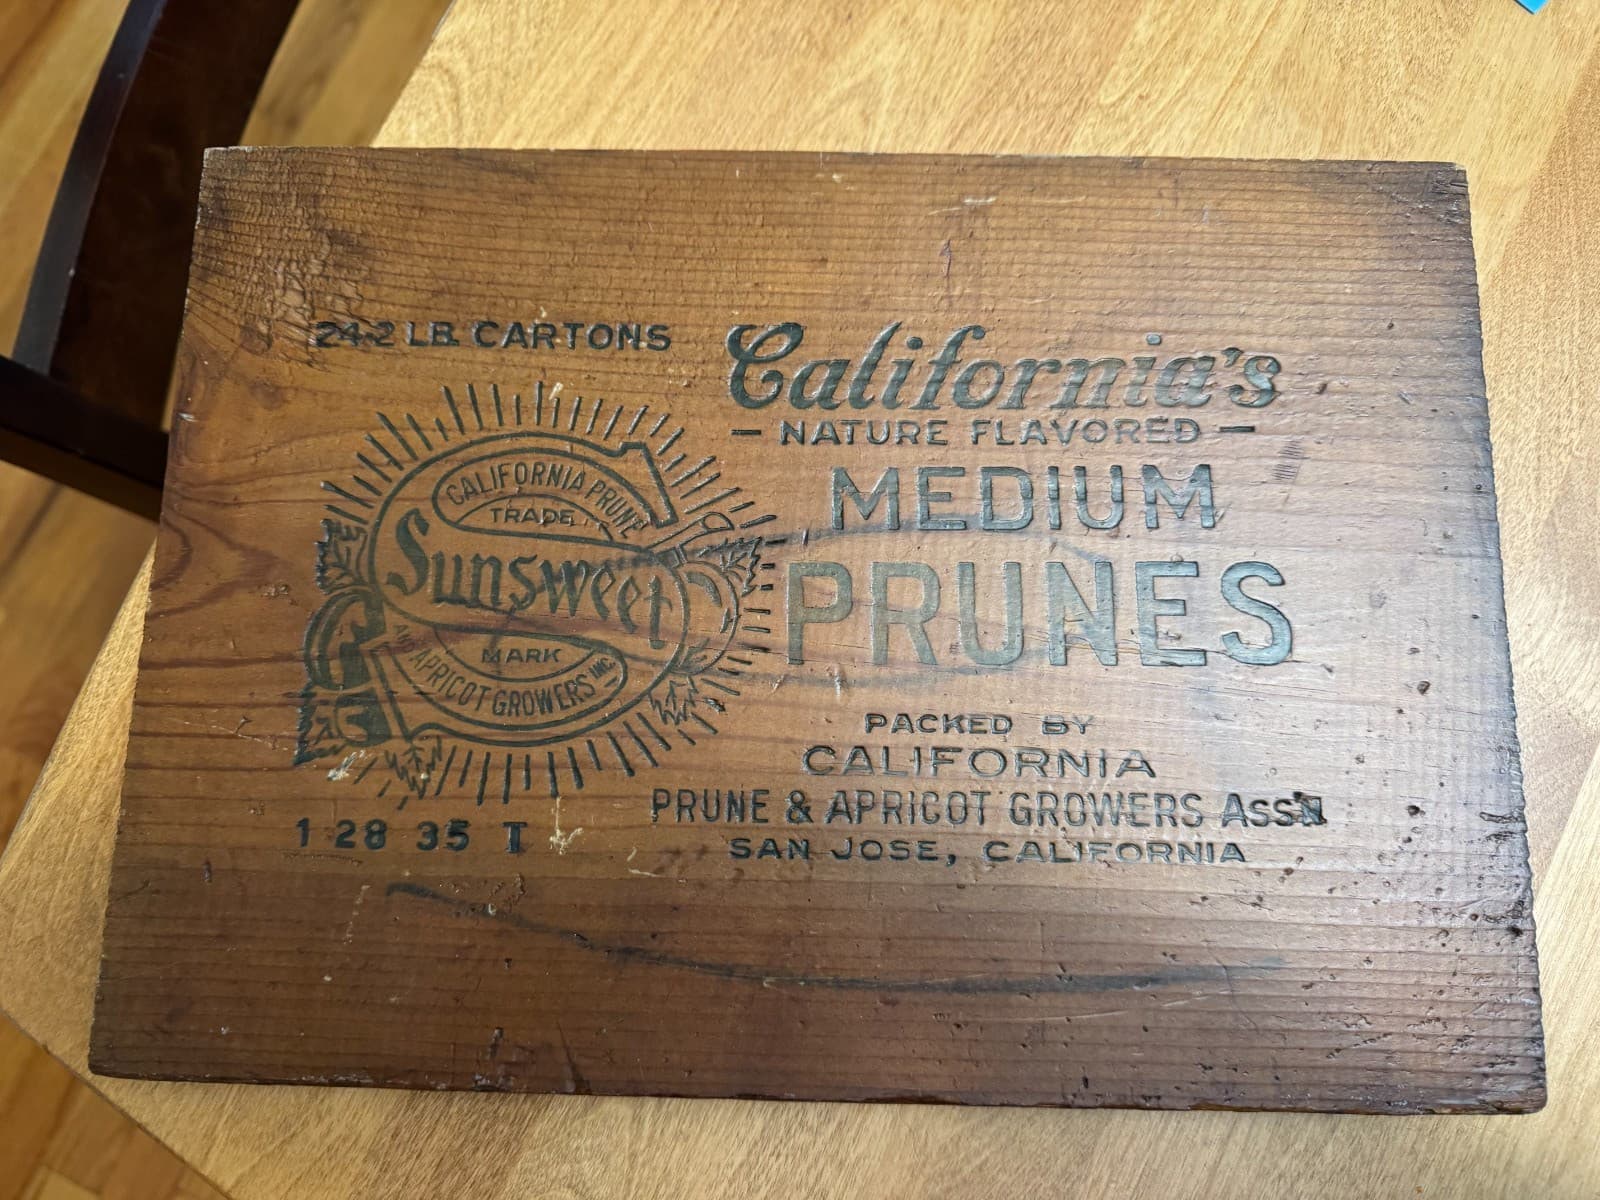 24-2 LB. CARTONS
California's
- NATURE FLAVORED -
MEDIUM
PRUNES
CALIFORNIA PRUNE
TRADE
Sunsweet
MARK
AND APRICOT GROWERS INC.
PACKED BY
CALIFORNIA
PRUNE & APRICOT GROWERS ASS'N
SAN JOSE, CALIFORNIA
1 28 35 T